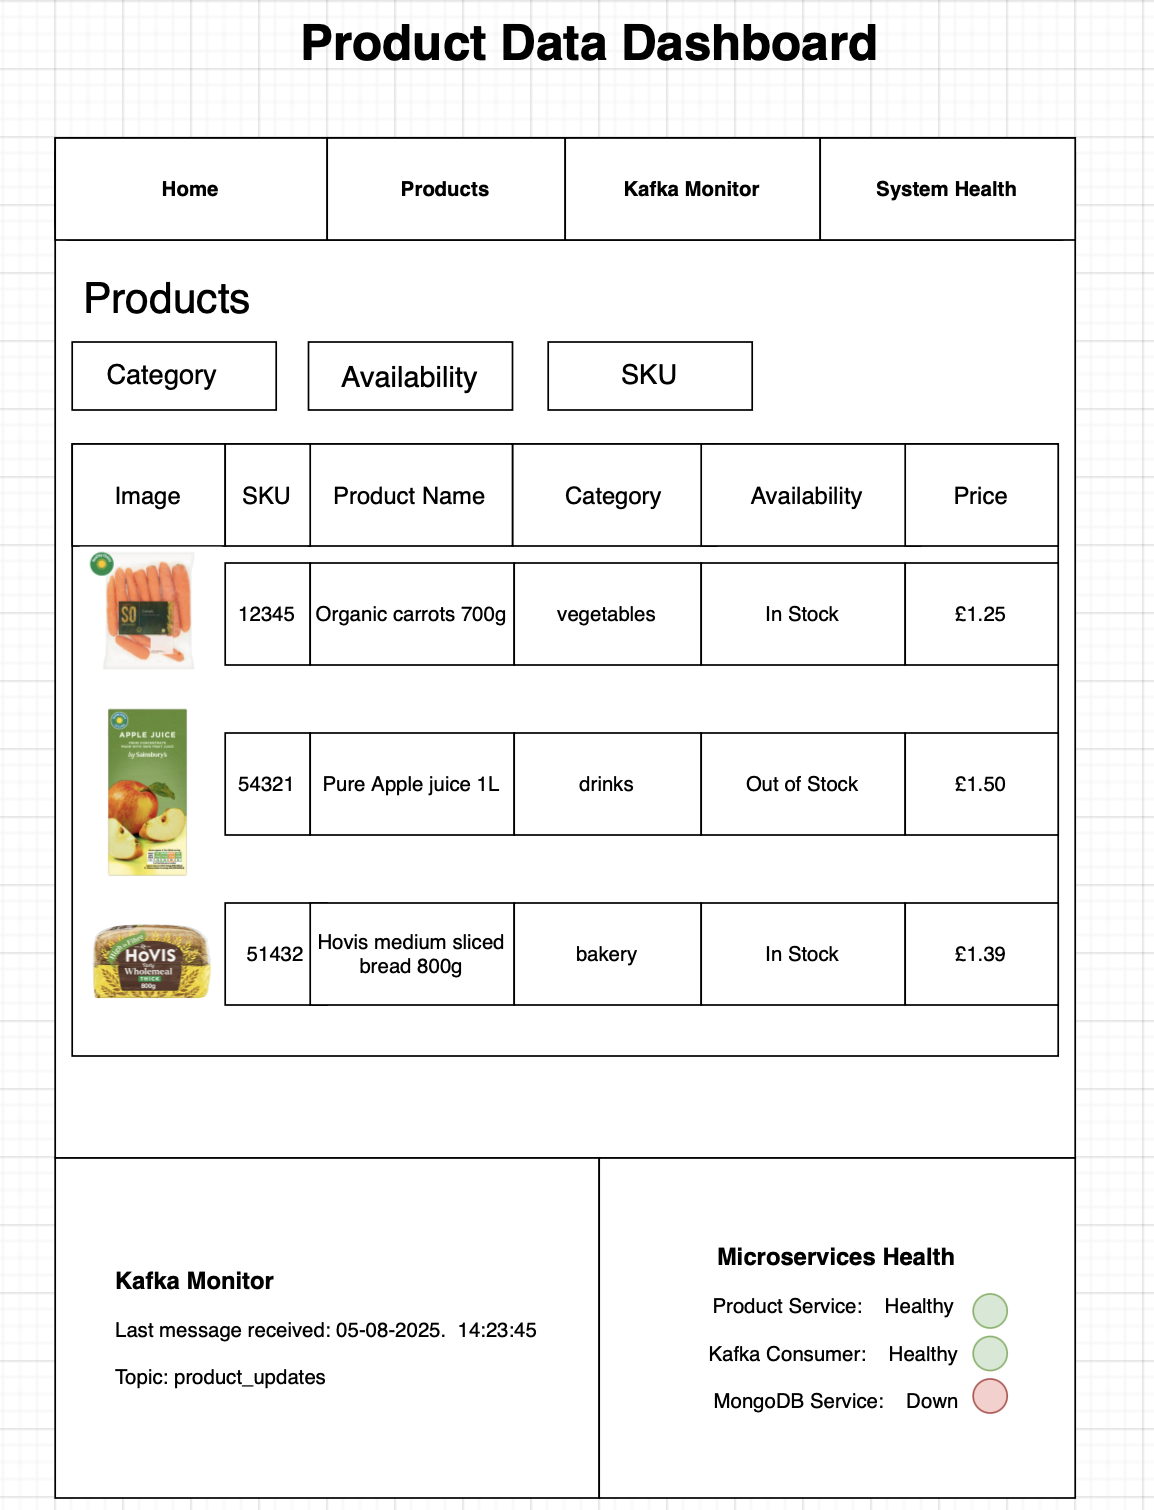 Product Data Dashboard
Home Products Kafka Monitor System Health
Products
Category Availability SKU
Image SKU Product Name Category Availability Price
SO
12345 Organic carrots 700g vegetables In Stock £1.25
APPLE JUICE
by Sainsbury's
54321 Pure Apple juice 1L drinks Out of Stock £1.50
HOVIS
Wholemeal
THICK
800g
51432 Hovis medium sliced bread 800g bakery In Stock £1.39
Kafka Monitor
Last message received: 05-08-2025. 14:23:45
Topic: product_updates
Microservices Health
Product Service: Healthy
Kafka Consumer: Healthy
MongoDB Service: Down